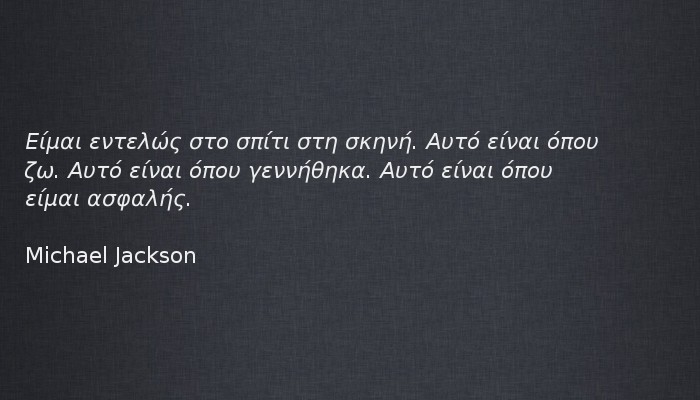 Είμαι εντελώς στο σπίτι στη σκηνή. Αυτό είναι όπου
ζω. Αυτό είναι όπου γεννήθηκα. Αυτό είναι όπου
είμαι ασφαλής.
Michael Jackson